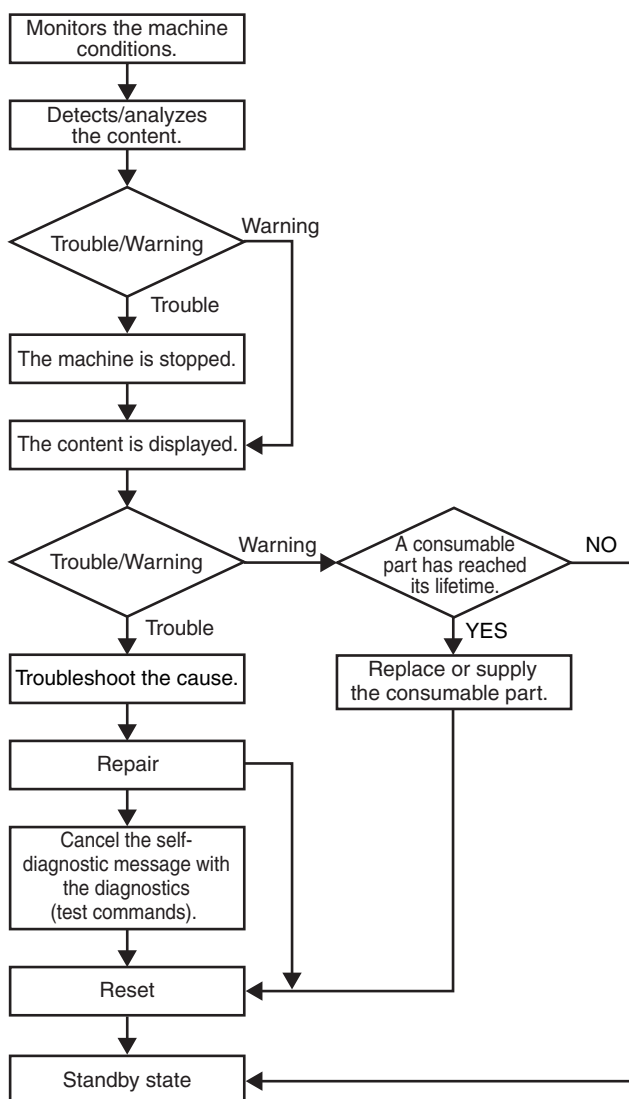 Monitors the machine
conditions.
Detects/analyzes
the content.
Trouble/Warning
Warning
Trouble
The machine is stopped.
The content is displayed.
Trouble/Warning
Warning
A consumable
part has reached
its lifetime.
NO
Trouble
YES
Troubleshoot the cause.
Replace or supply
the consumable part.
Repair
Cancel the self-
diagnostic message with
the diagnostics
(test commands).
Reset
Standby state